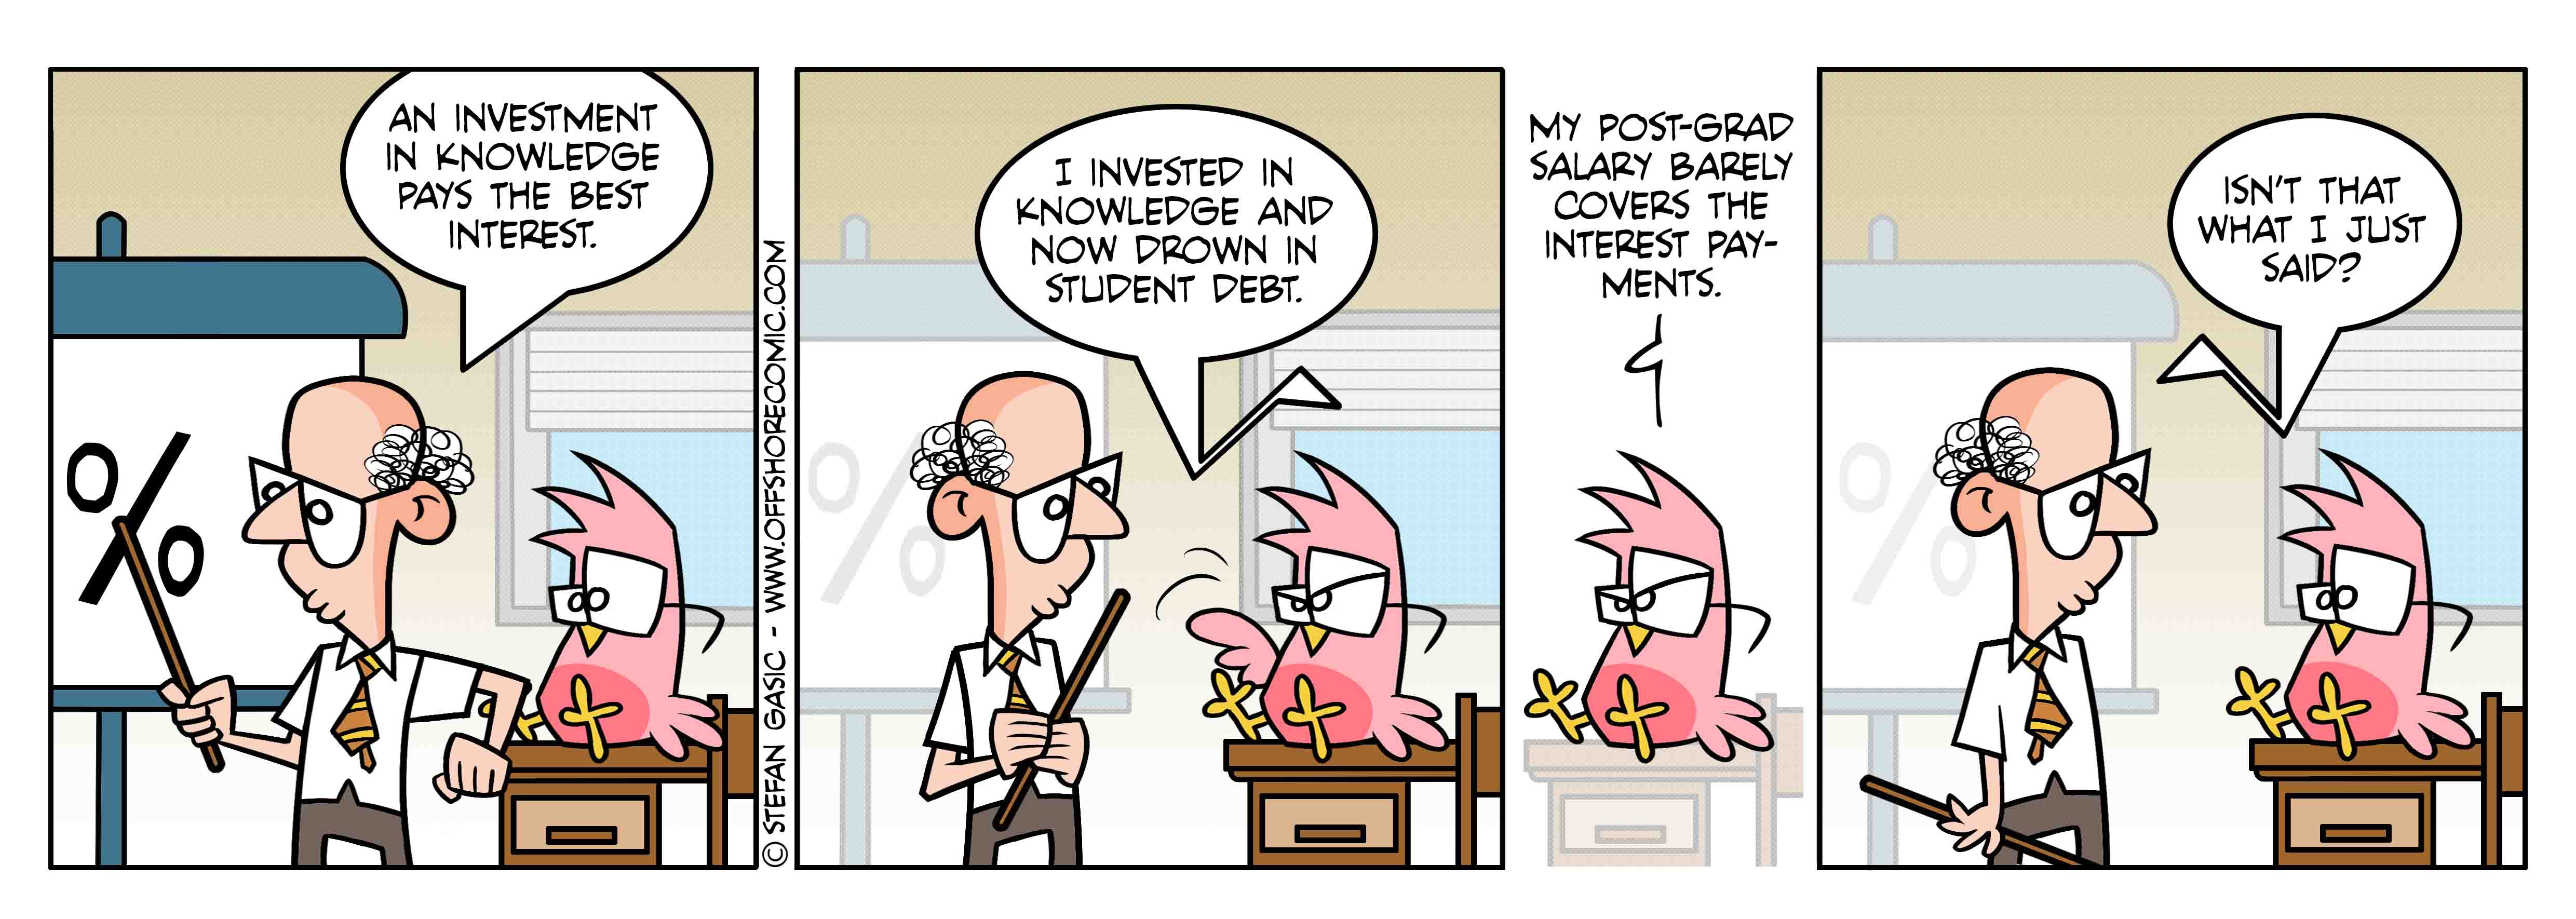 AN INVESTMENT
IN KNOWLEDGE
PAYS THE BEST
INTEREST.
%
© STEFAN GASIC - WWW.OFFSHORECOMIC.COM
I INVESTED IN
KNOWLEDGE AND
NOW DROWN IN
STUDENT DEBT.
%
MY POST-GRAD
SALARY BARELY
COVERS THE
INTEREST PAY-
MENTS.
ISN'T THAT
WHAT I JUST
SAID?
%